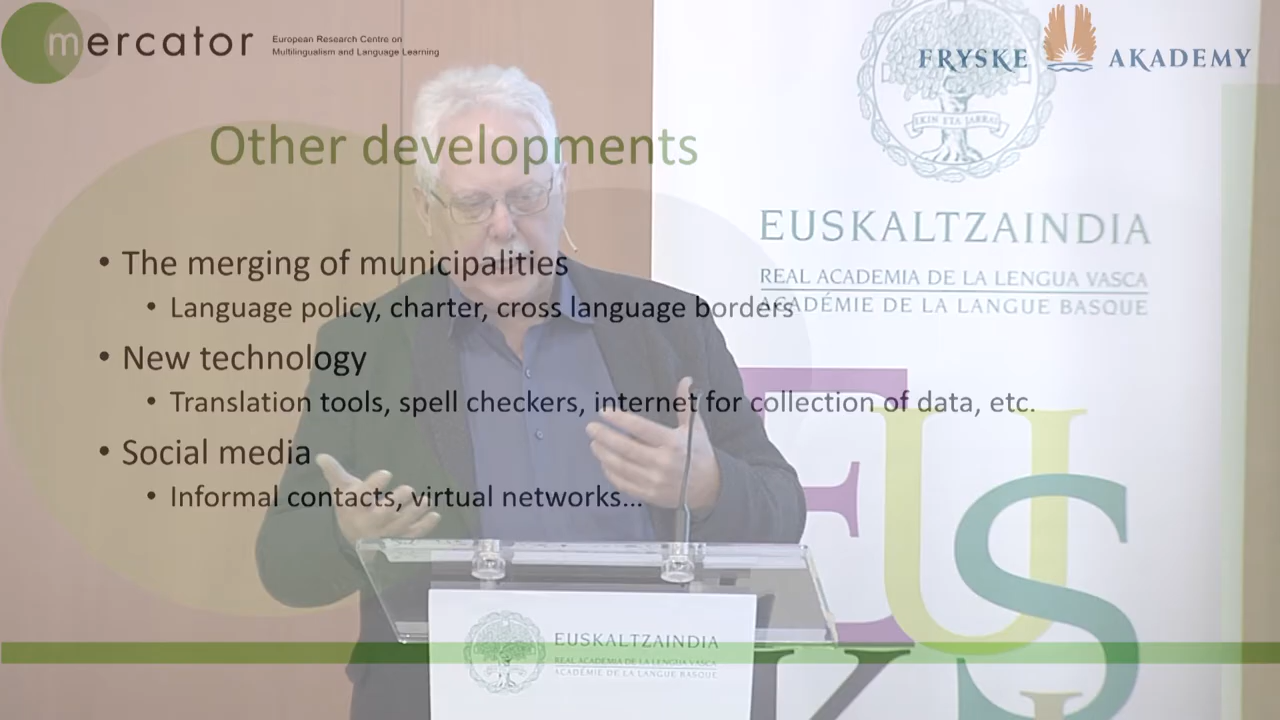 mercator
European Research Centre on
Multilingualism and Language Learning
FRYSKE AKADEMY
EKIN ETA JARRAI
Other developments
EUSKALTZAINDIA
REAL ACADEMIA DE LA LENGUA VASCA
ACADÉMIE DE LA LANGUE BASQUE
• The merging of municipalities
• Language policy, charter, cross language borders
• New technology
• Translation tools, spell checkers, internet for collection of data, etc.
• Social media
• Informal contacts, virtual networks...
EUS
K
EUSKALTZAINDIA
REAL ACADEMIA DE LA LENGUA VASCA
ACADÉMIE DE LA LANGUE BASQUE